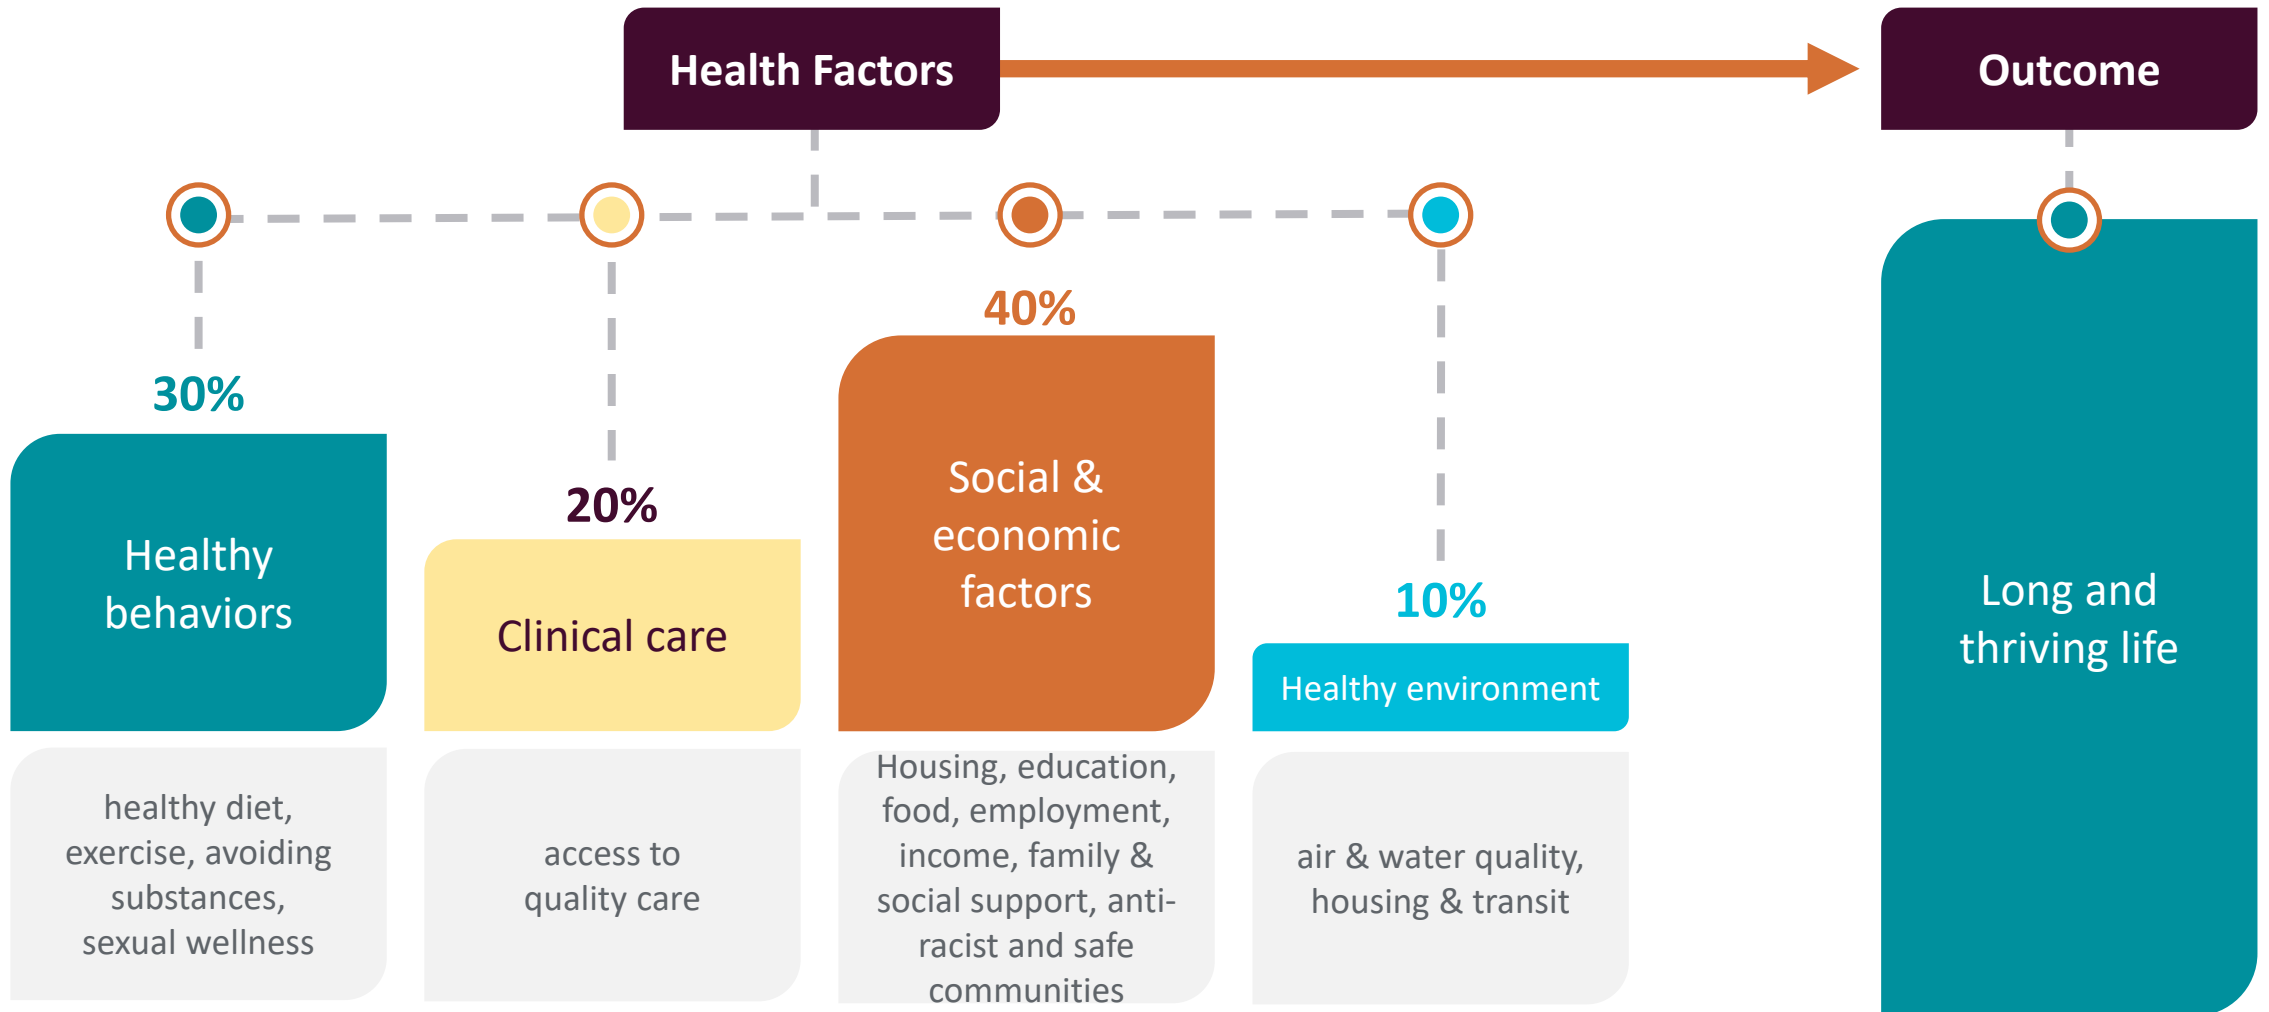 Health Factors
Outcome
30%
Healthy
behaviors
healthy diet,
exercise, avoiding
substances,
sexual wellness
20%
Clinical care
access to
quality care
40%
Social &
economic
factors
Housing, education,
food, employment,
income, family &
social support, anti-
racist and safe
communities
10%
Healthy environment
air & water quality,
housing & transit
Long and
thriving life